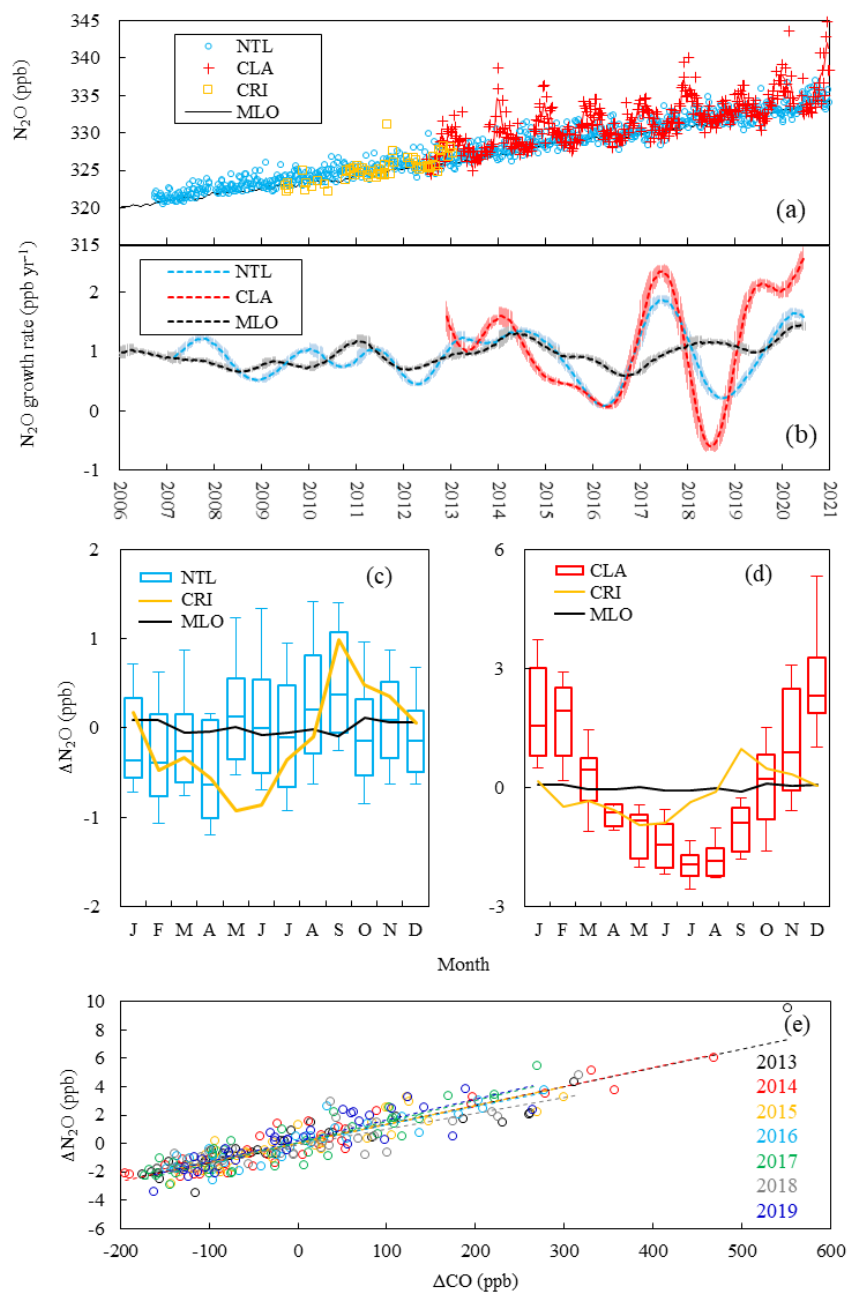 345
340
335
330
325
320
315
N₂O (ppb)
NTL
CLA
CRI
MLO
(a)
2
1
0
-1
N₂O growth rate (ppb yr⁻¹)
NTL
CLA
MLO
(b)
2006 2007 2008 2009 2010 2011 2012 2013 2014 2015 2016 2017 2018 2019 2020 2021
2
1
0
-1
-2
ΔN₂O (ppb)
NTL
CRI
MLO
(c)
J F M A M J J A S O N D
6
3
0
-3
CLA
CRI
MLO
(d)
J F M A M J J A S O N D
Month
10
8
6
4
2
0
-2
-4
-6
ΔN₂O (ppb)
(e)
2013
2014
2015
2016
2017
2018
2019
-200 -100 0 100 200 300 400 500 600
ΔCO (ppb)